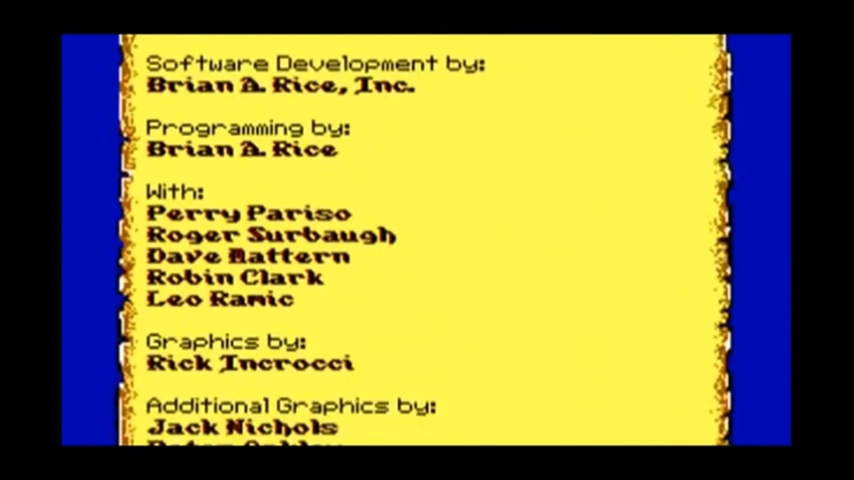 Software Development by:
Brian A. Rice, Inc.
Programming by:
Brian A. Rice
With:
Perry Pariso
Roger Surbaugh
Dave Mattern
Robin Clark
Leo Ramic
Graphics by:
Rick Incrocci
Additional Graphics by:
Jack Nichols